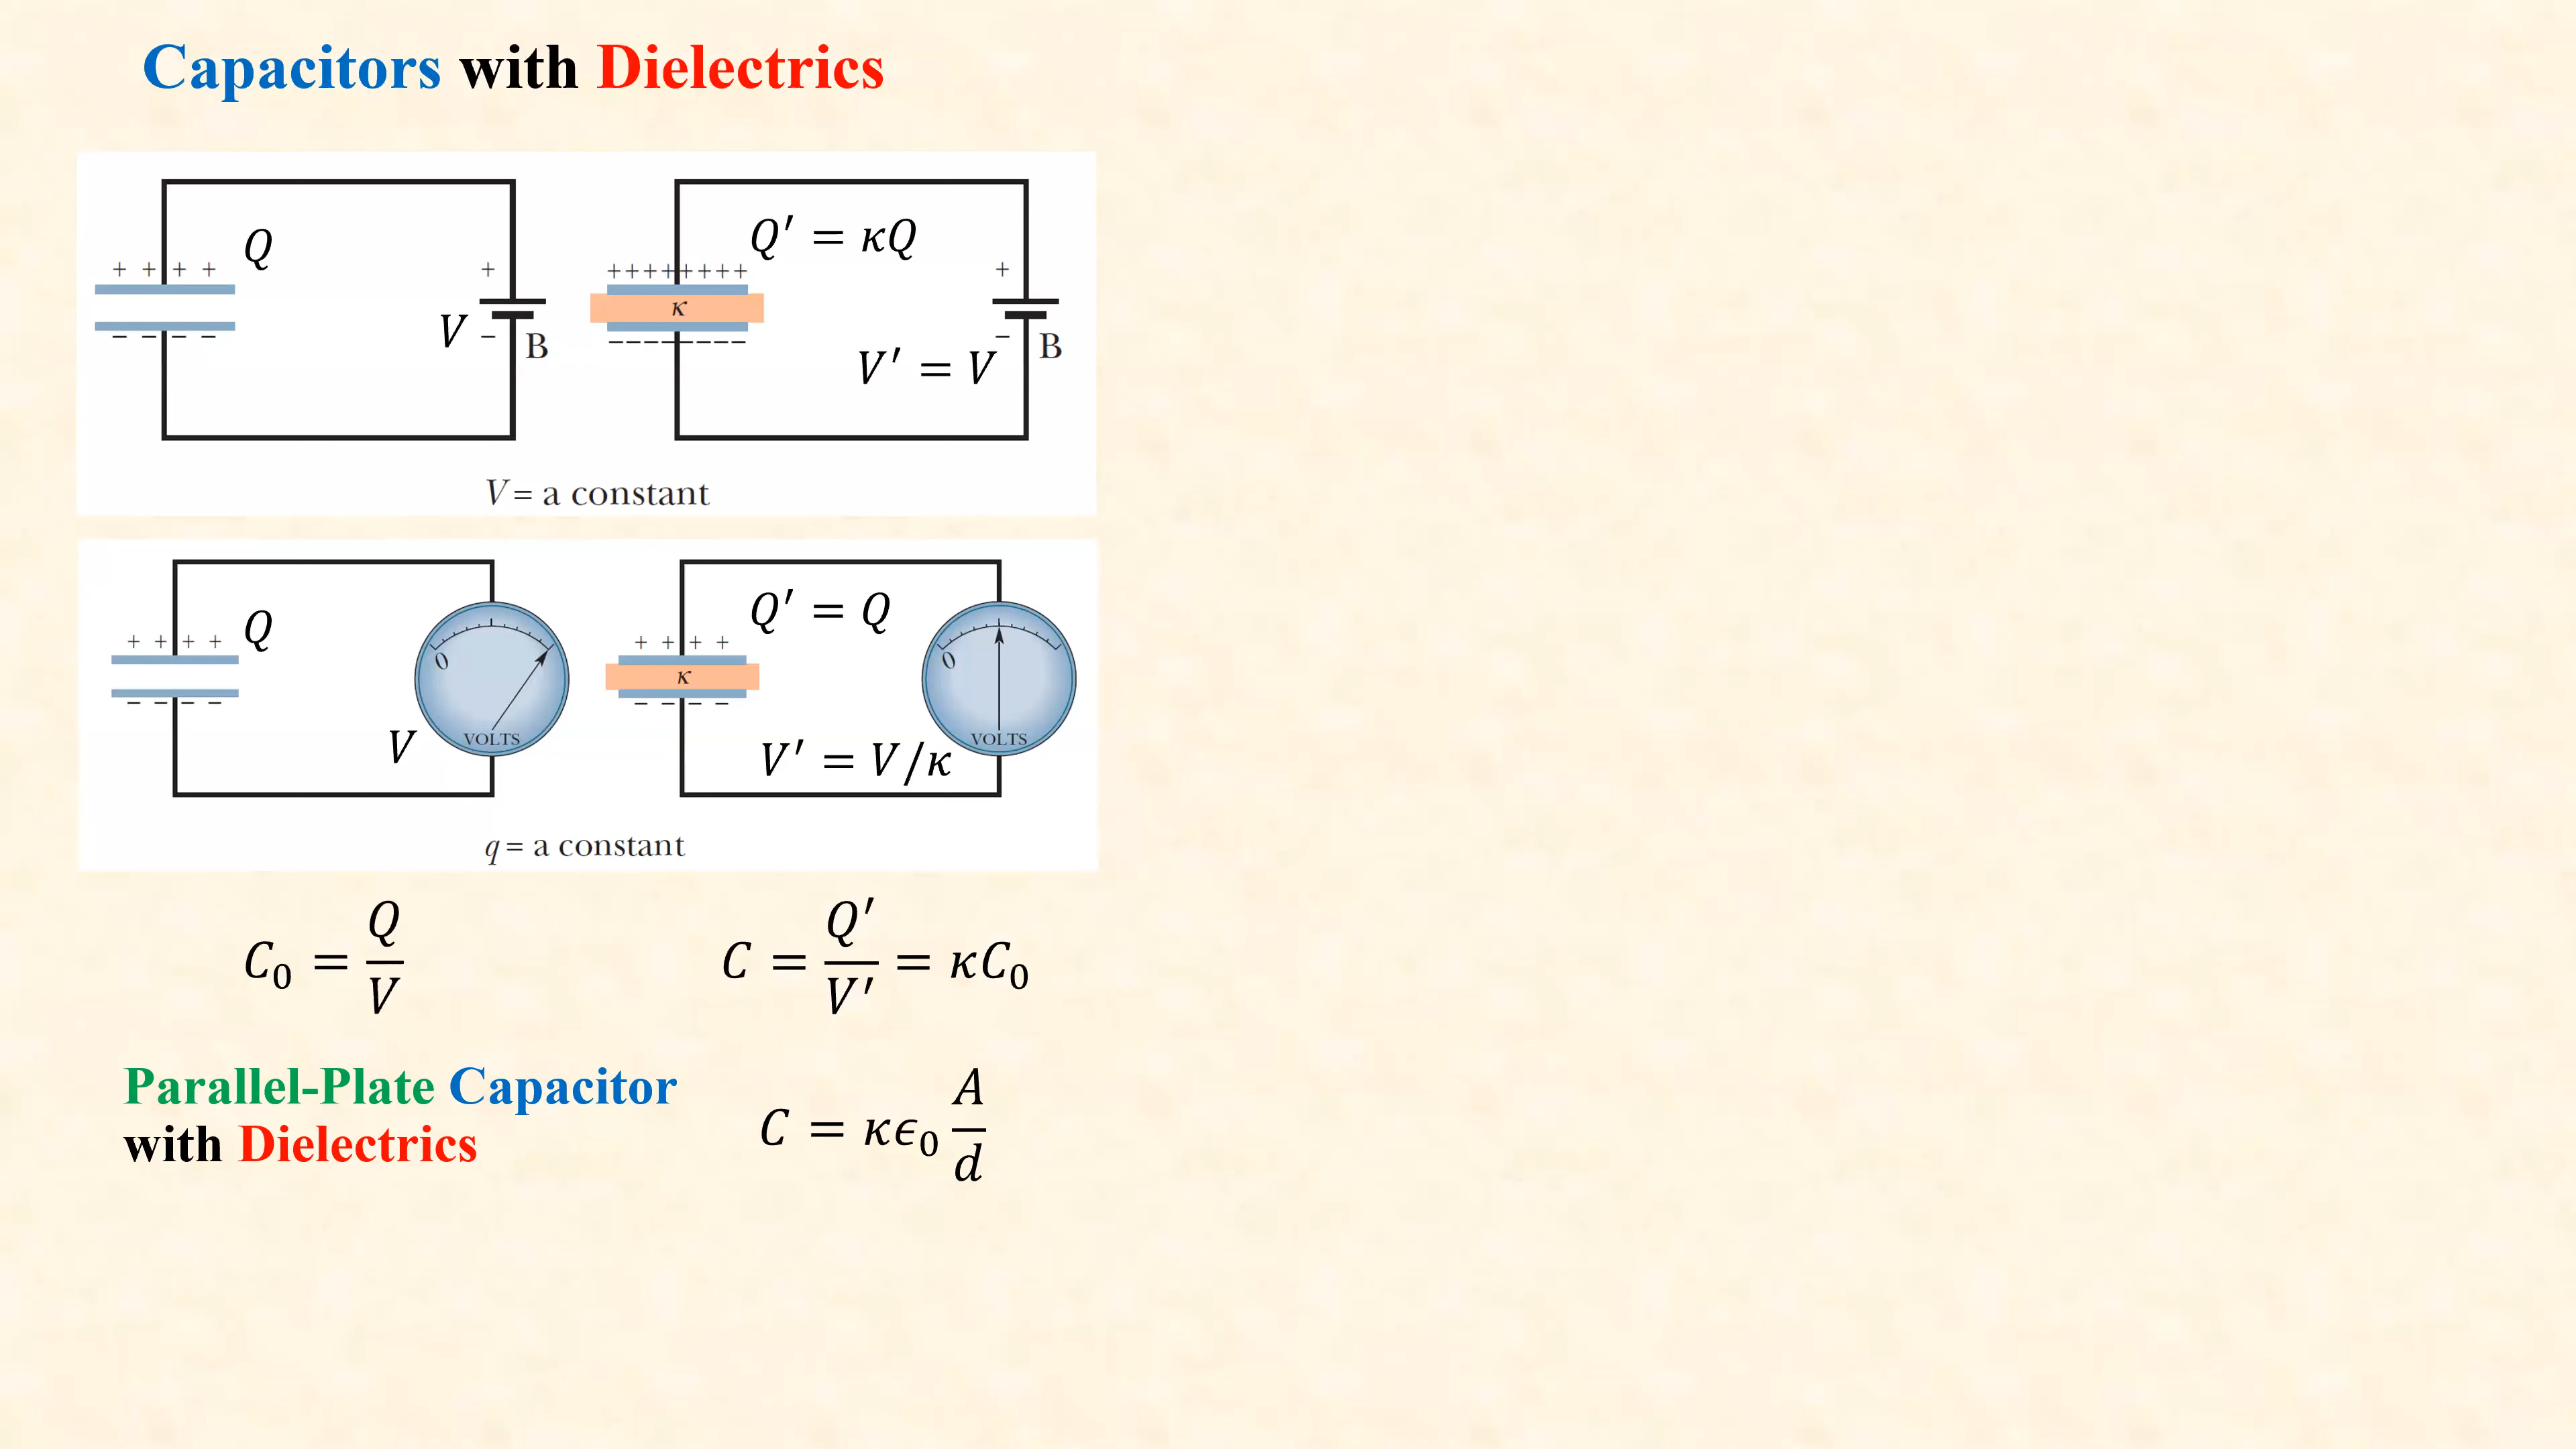 Capacitors with Dielectrics
Q
+ + + +
− − − −
V
+
−
B
Q′ = κQ
++++++++
κ
−−−−−−−−
V′ = V
+
−
B
V = a constant
Q
+ + + +
− − − −
V
0
VOLTS
Q′ = Q
+ + + +
κ
− − − −
V′ = V/κ
0
VOLTS
q = a constant
C₀ = Q/V
C = Q′/V′ = κC₀
Parallel-Plate Capacitor
with Dielectrics
C = κϵ₀ A/d